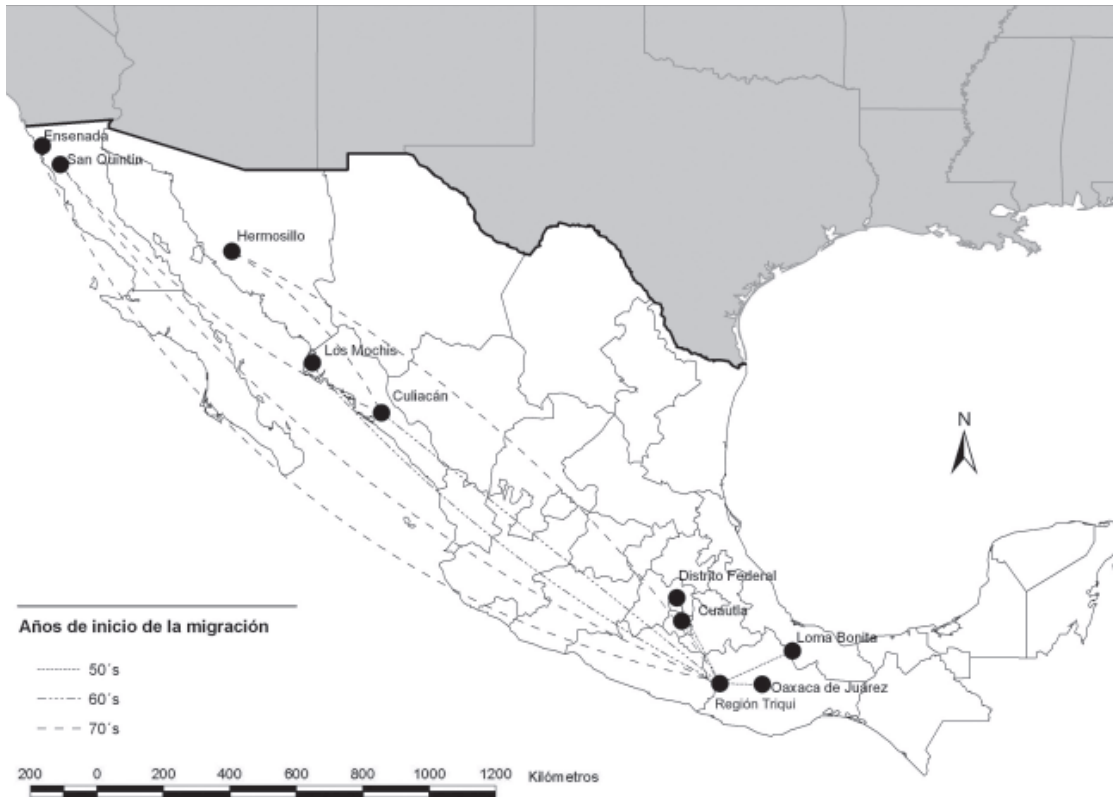 Ensenada
San Quintín
Hermosillo
Los Mochis
Culiacán
N
Distrito Federal
Cuautla
Loma Bonita
Oaxaca de Juárez
Región Triqui
Años de inicio de la migración
50´s
60´s
70´s
200 0 200 400 600 800 1000 1200 Kilómetros